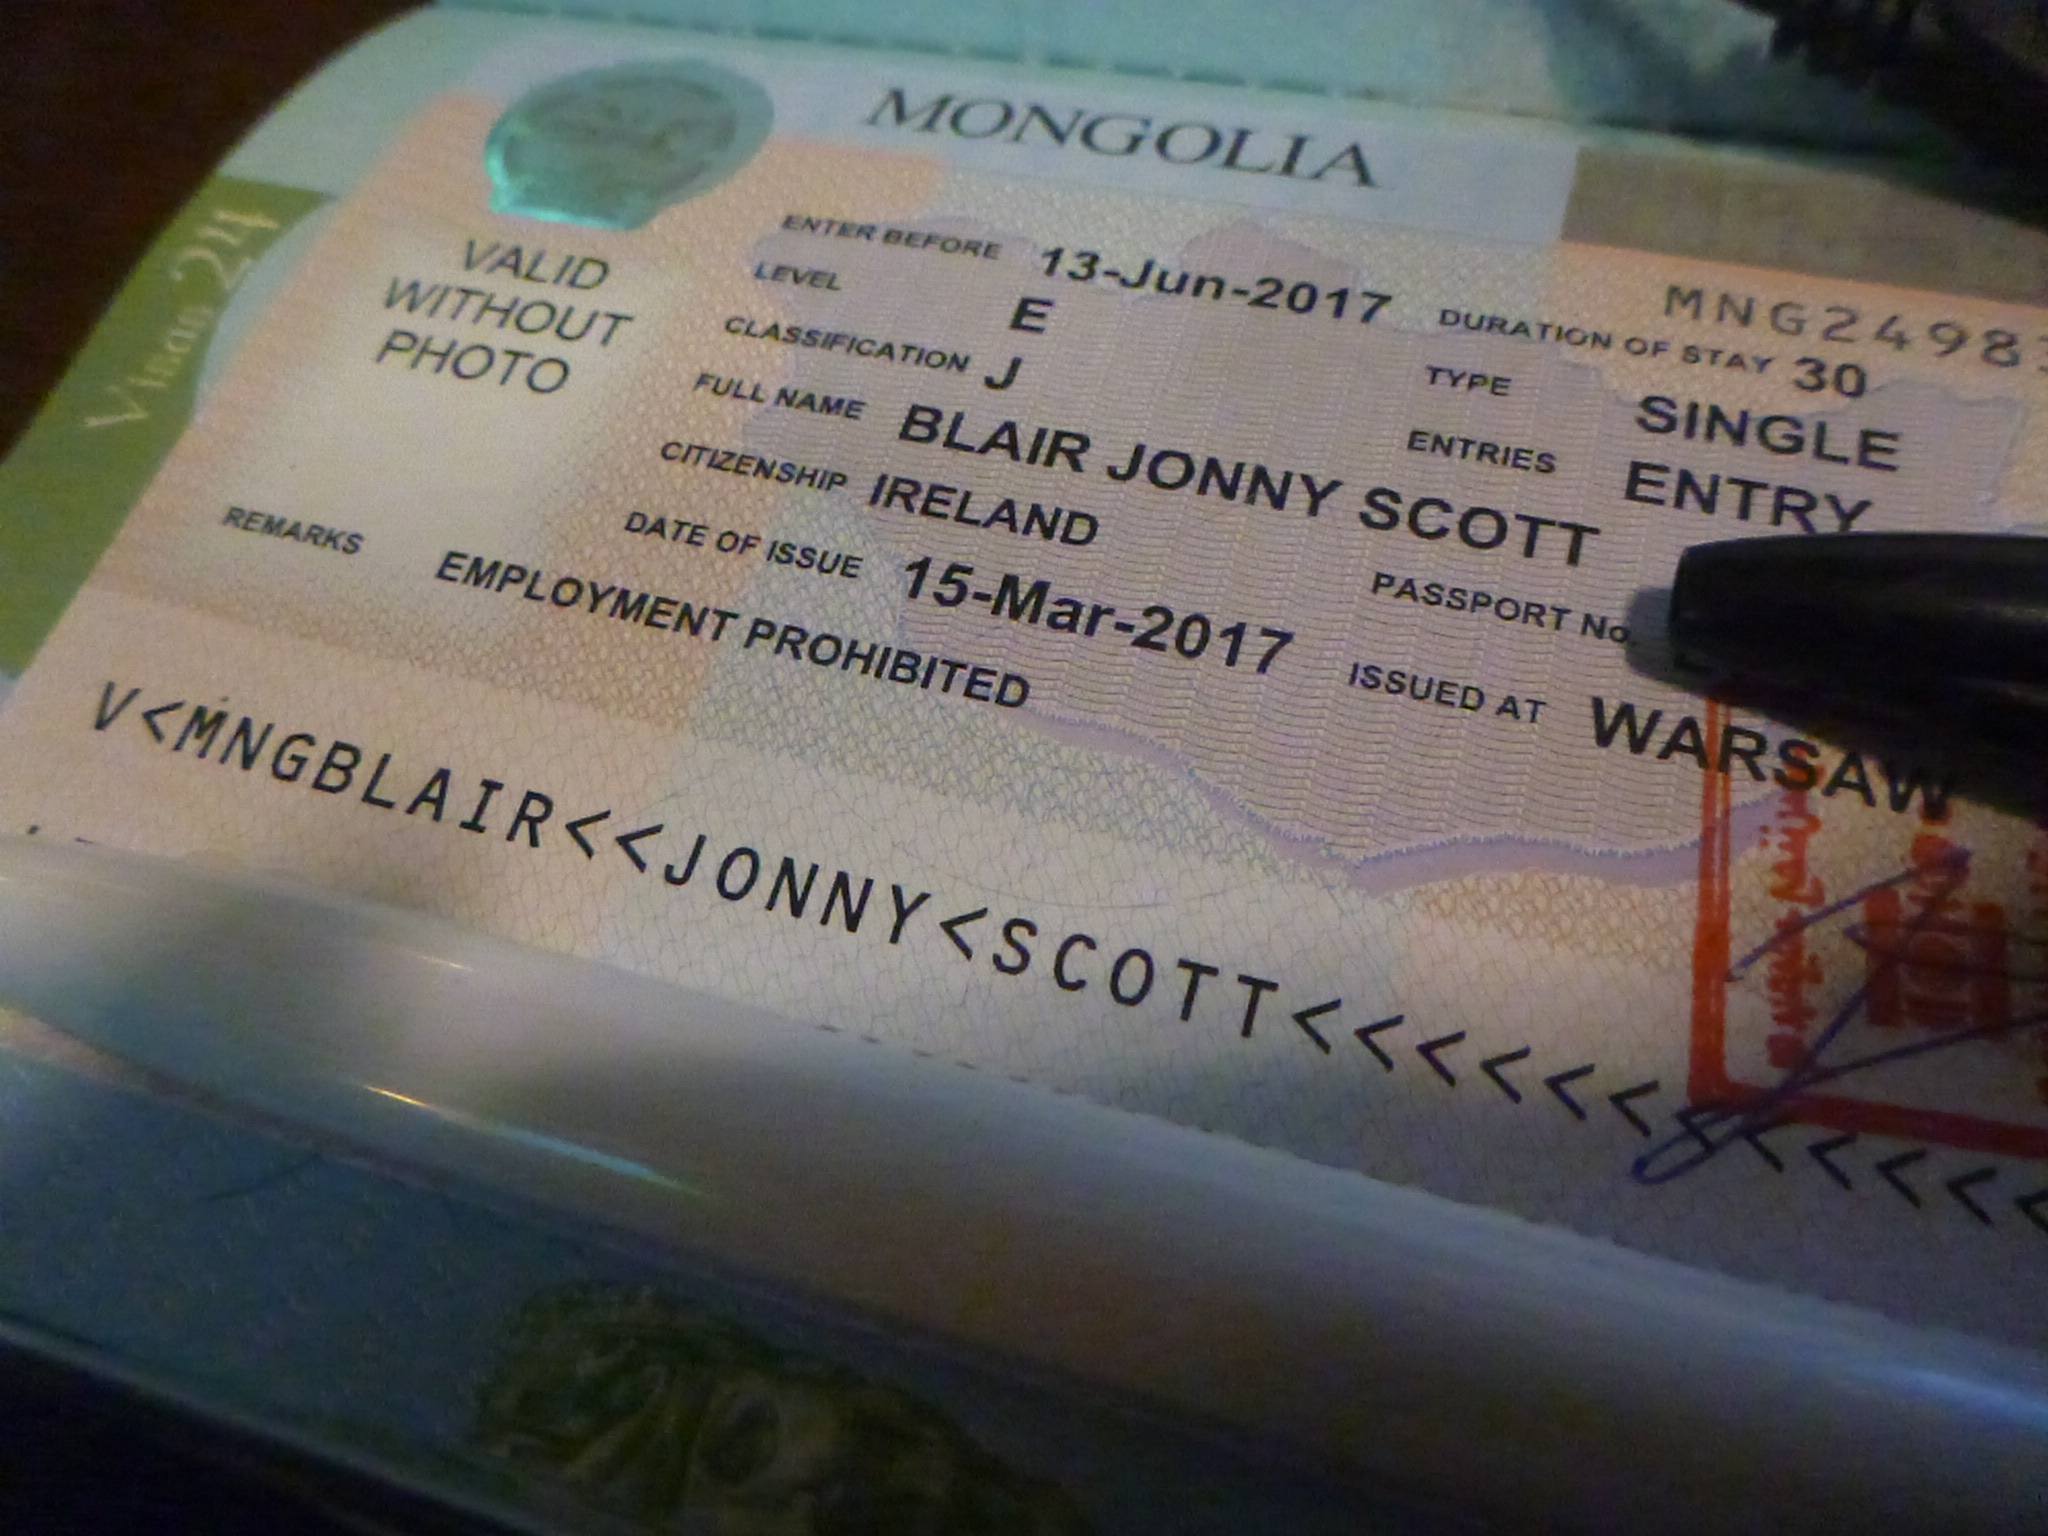 MONGOLIA
Visas 24
VALID
WITHOUT
PHOTO
ENTER BEFORE 13-Jun-2017
MNG2498
LEVEL E
DURATION OF STAY 30
CLASSIFICATION J
TYPE SINGLE
FULL NAME BLAIR JONNY SCOTT
ENTRIES ENTRY
CITIZENSHIP IRELAND
DATE OF ISSUE 15-Mar-2017
PASSPORT No.
REMARKS EMPLOYMENT PROHIBITED
ISSUED AT WARSAW
V<MNGBLAIR<<JONNY<SCOTT<<<<<<<<<<<<